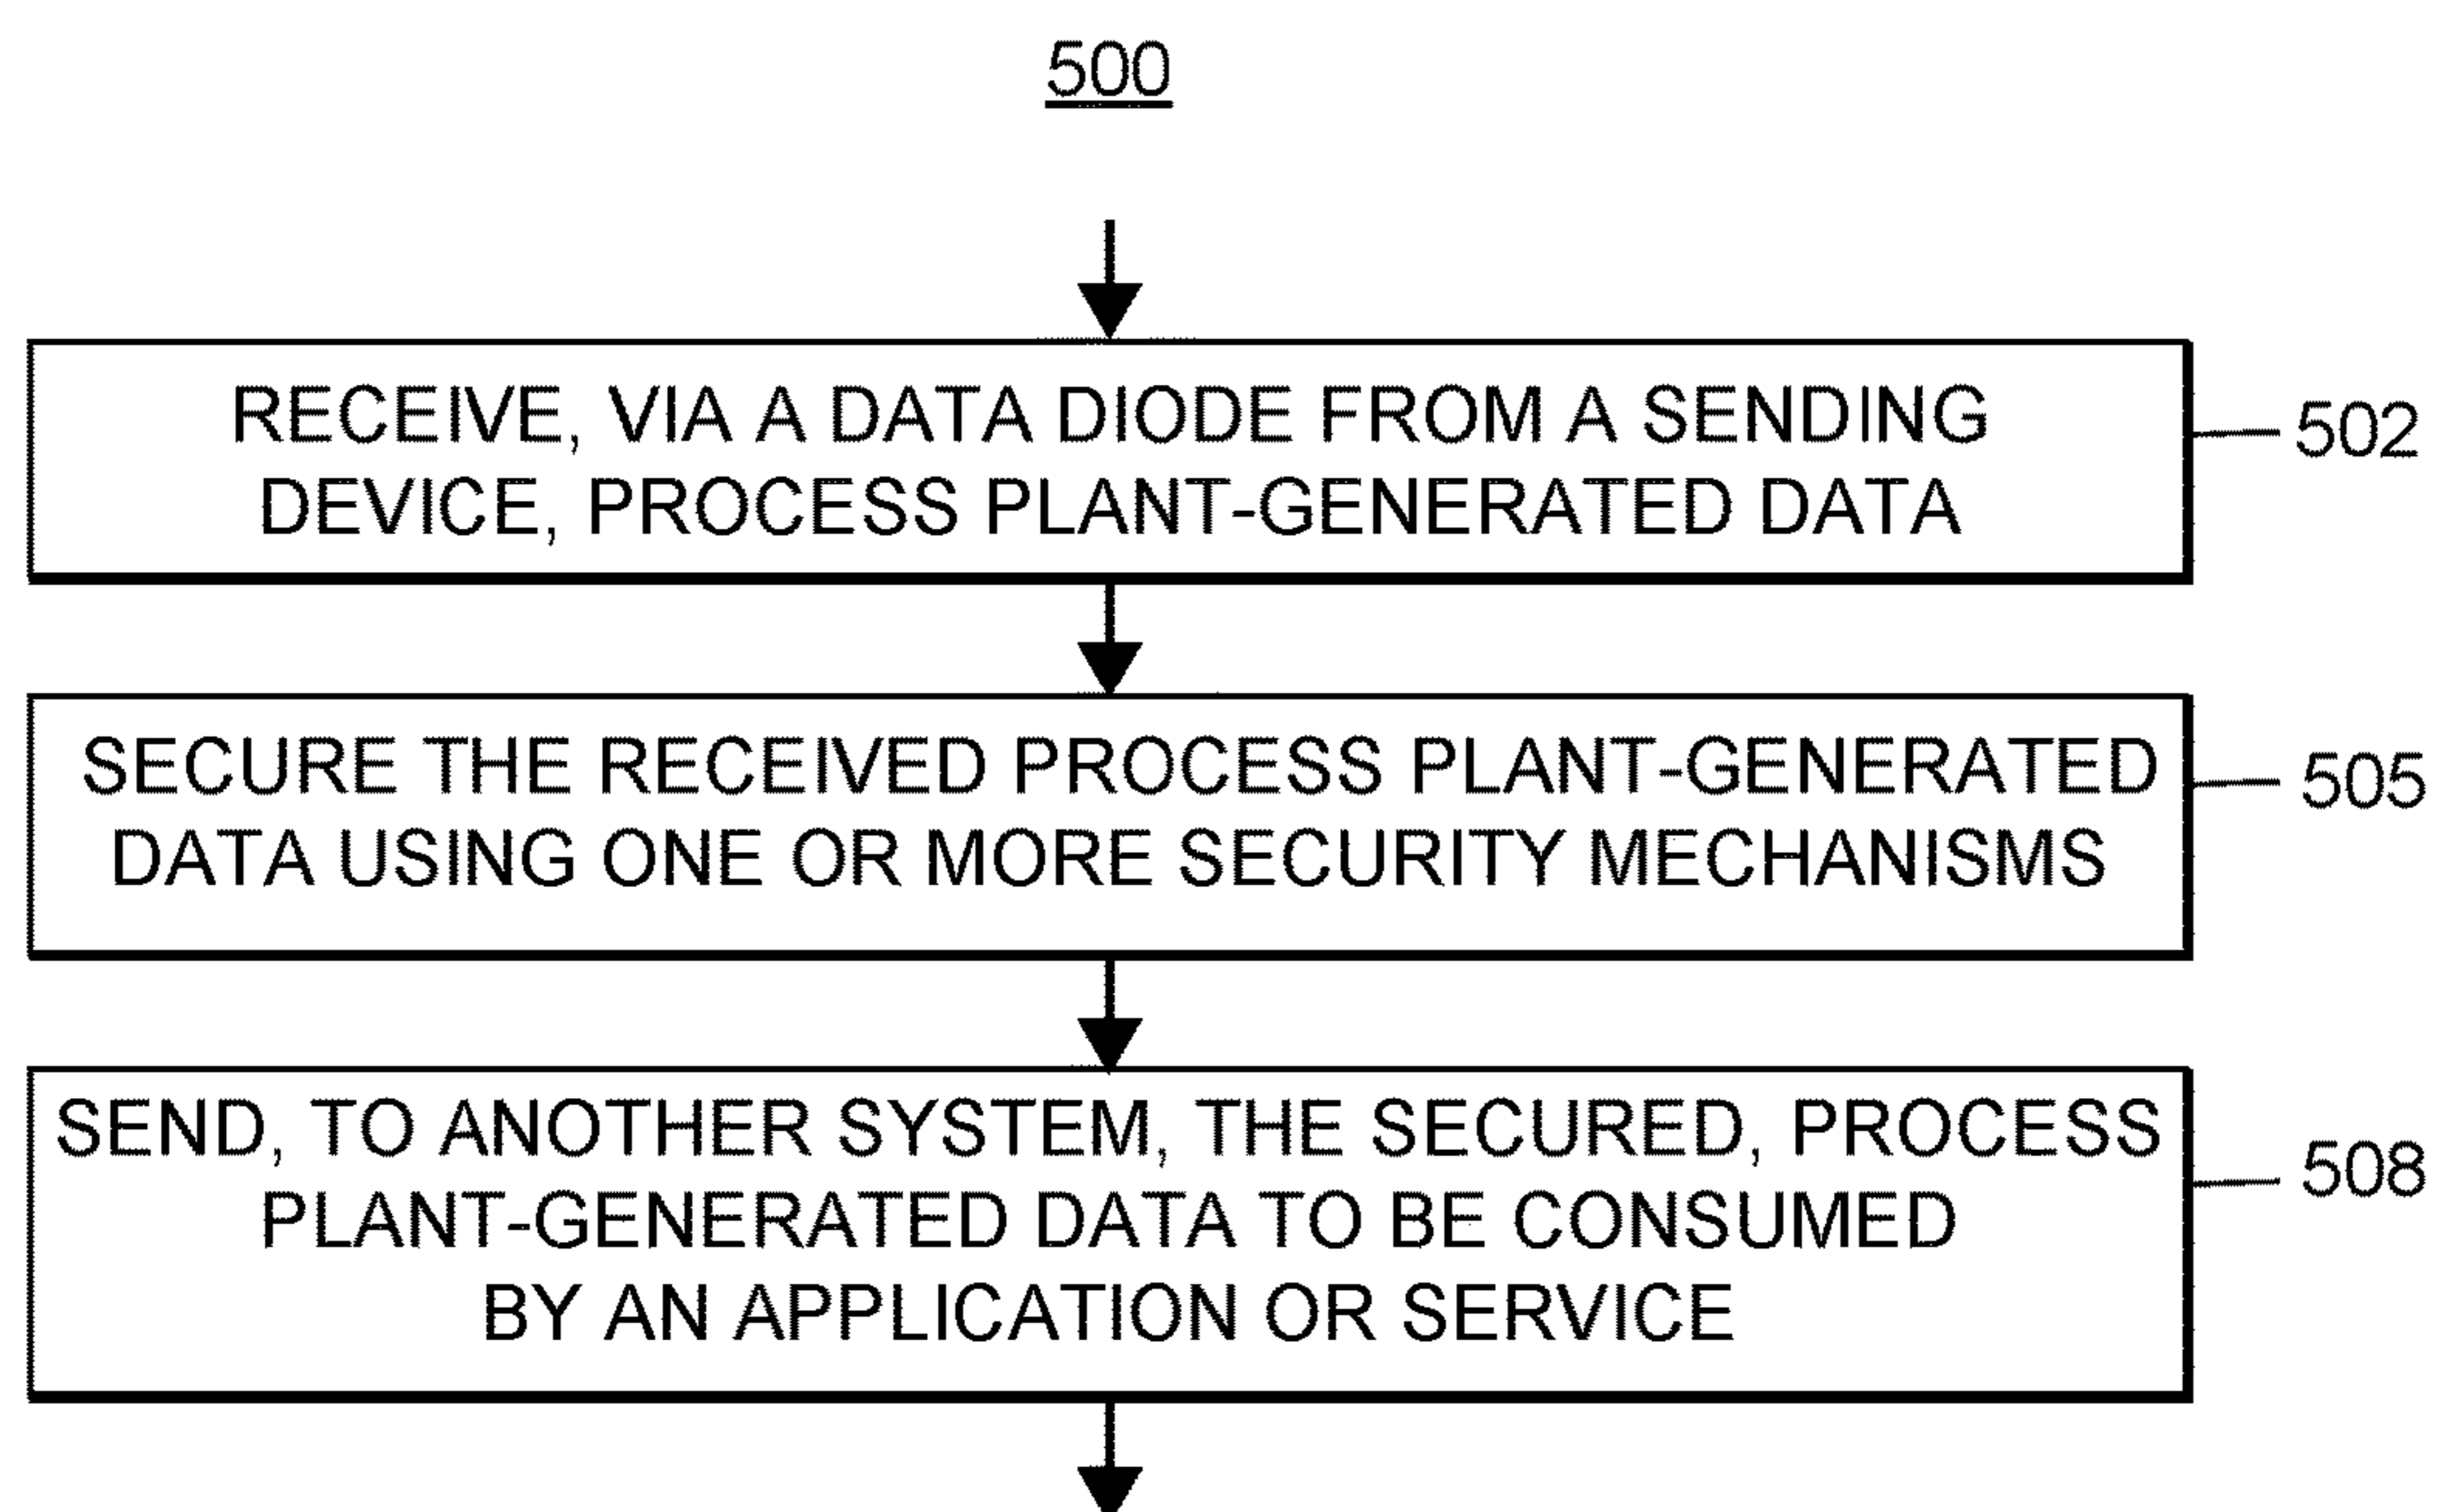 500
RECEIVE, VIA A DATA DIODE FROM A SENDING
DEVICE, PROCESS PLANT-GENERATED DATA
502
SECURE THE RECEIVED PROCESS PLANT-GENERATED
DATA USING ONE OR MORE SECURITY MECHANISMS
505
SEND, TO ANOTHER SYSTEM, THE SECURED, PROCESS
PLANT-GENERATED DATA TO BE CONSUMED
BY AN APPLICATION OR SERVICE
508